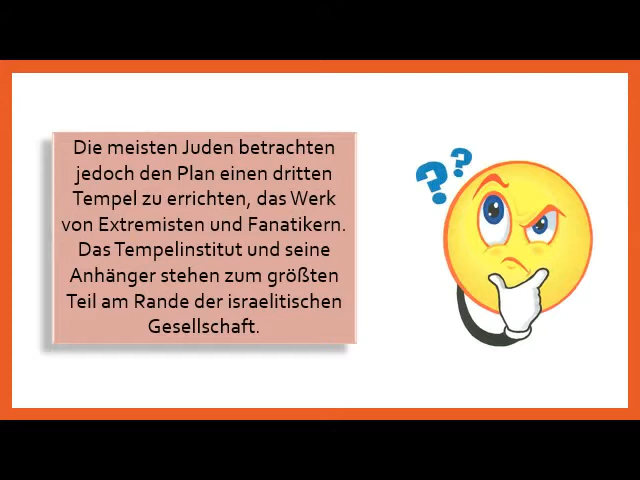 Die meisten Juden betrachten
jedoch den Plan einen dritten
Tempel zu errichten, das Werk
von Extremisten und Fanatikern.
Das Tempelinstitut und seine
Anhänger stehen zum größten
Teil am Rande der israelitischen
Gesellschaft.
? ?